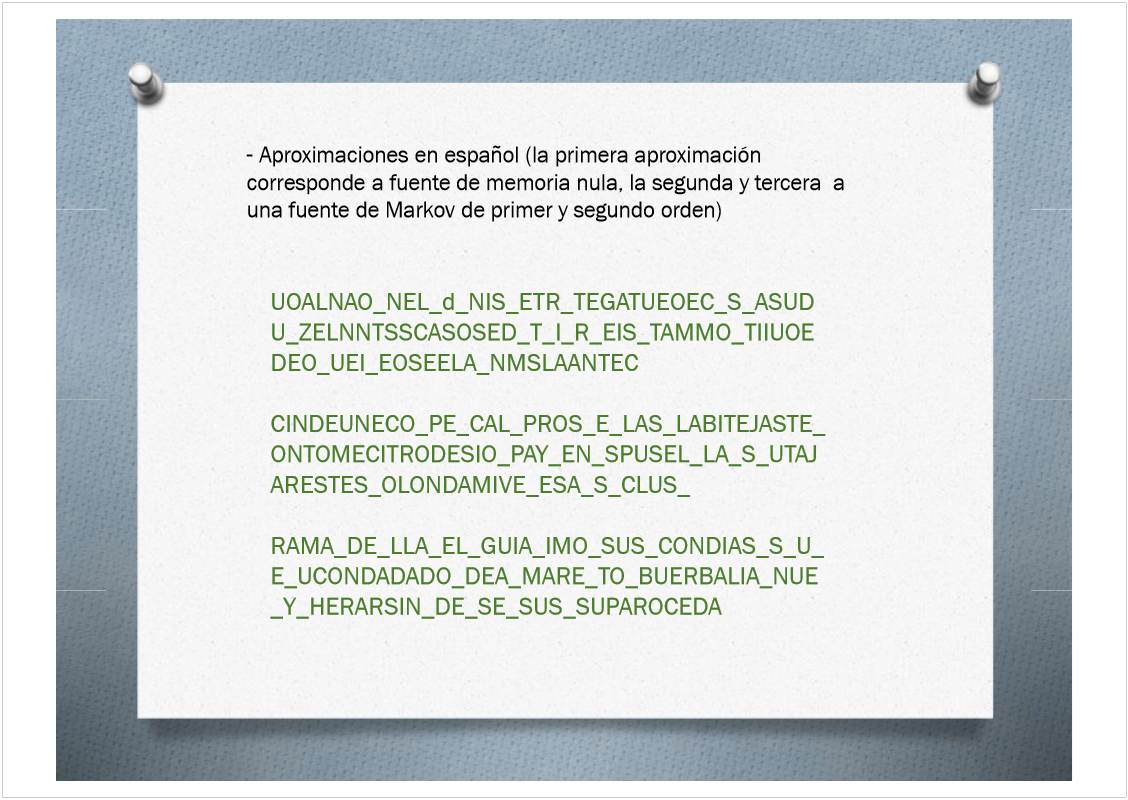 - Aproximaciones en español (la primera aproximación
corresponde a fuente de memoria nula, la segunda y tercera  a
una fuente de Markov de primer y segundo orden)
UOALNAO_NEL_d_NIS_ETR_TEGATUEOEC_S_ASUD
U_ZELNNTSSCASOSED_T_I_R_EIS_TAMMO_TIIUOE
DEO_UEI_EOSEELA_NMSLAANTEC
CINDEUNECO_PE_CAL_PROS_E_LAS_LABITEJASTE_
ONTOMECITRODESIO_PAY_EN_SPUSEL_LA_S_UTAJ
ARESTES_OLONDAMIVE_ESA_S_CLUS_
RAMA_DE_LLA_EL_GUIA_IMO_SUS_CONDIAS_S_U_
E_UCONDADADO_DEA_MARE_TO_BUERBALIA_NUE
_Y_HERARSIN_DE_SE_SUS_SUPAROCEDA